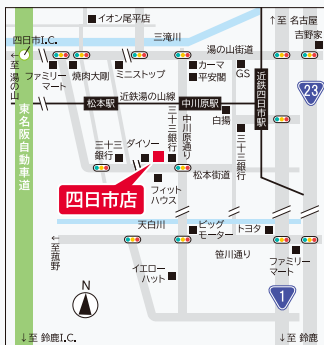 イオン尾平店
↑至 名古屋
吉野家
三滝川
四日市I.C.
湯の山街道
←至 湯の山
ファミリー
マート
焼肉大剛
ミニストップ
カーマ
平安閣
GS
近鉄四日市駅
23
近鉄湯の山線
松本駅
中川原駅
白揚
東名阪自動車道
三十三
銀行
ダイソー
三十三
銀行
中川原通り
三十三
銀行
松本街道
四日市店
フィット
ハウス
天白川
ビッグ
モーター
トヨタ
笹川通り
←至菰野
イエロー
ハット
ファミリー
マート
N
1
↓至 鈴鹿I.C.
↓至 鈴鹿